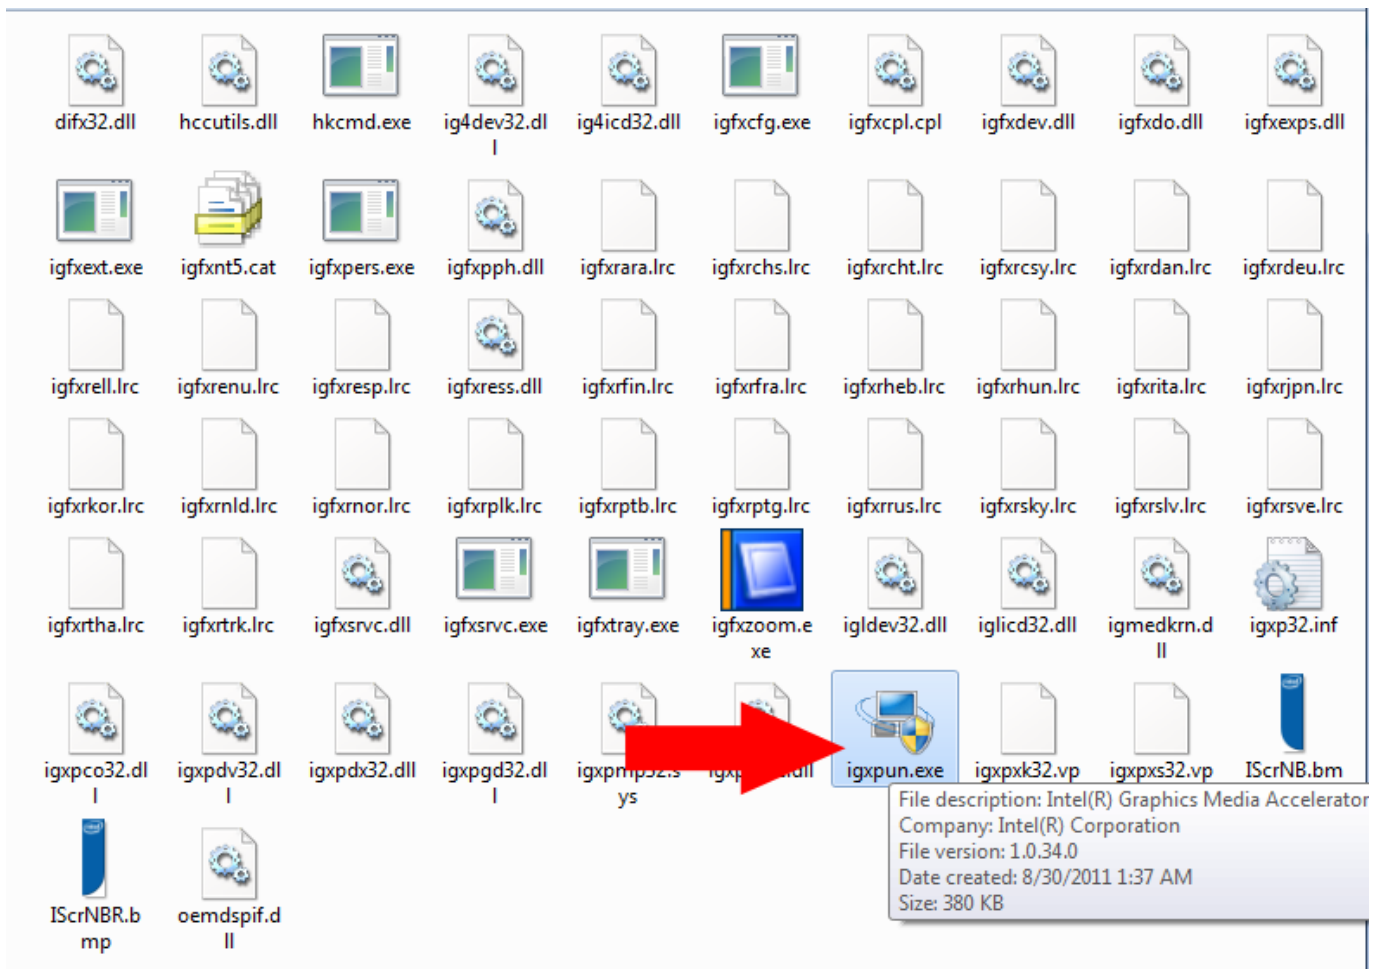 difx32.dll hccutils.dll hkcmd.exe ig4dev32.dl ig4icd32.dll igfxcfg.exe igfxcpl.cpl igfxdev.dll igfxdo.dll igfxexps.dll
l
igfxext.exe igfxnt5.cat igfxpers.exe igfxpph.dll igfxrara.lrc igfxrchs.lrc igfxrcht.lrc igfxrcsy.lrc igfxrdan.lrc igfxrdeu.lrc
igfxrell.lrc igfxrenu.lrc igfxresp.lrc igfxress.dll igfxrfin.lrc igfxrfra.lrc igfxrheb.lrc igfxrhun.lrc igfxrita.lrc igfxrjpn.lrc
igfxrkor.lrc igfxrnld.lrc igfxrnor.lrc igfxrplk.lrc igfxrptb.lrc igfxrptg.lrc igfxrrus.lrc igfxrsky.lrc igfxrslv.lrc igfxrsve.lrc
igfxrtha.lrc igfxrtrk.lrc igfxsrvc.dll igfxsrvc.exe igfxtray.exe igfxzoom.e igldev32.dll iglicd32.dll igmedkrn.d igxp32.inf
xe ll
igxpco32.dl igxpdv32.dl igxpdx32.dll igxpgd32.dl igxpmp32.s igxpun.exe igxpxk32.vp igxpxs32.vp IScrNB.bm
l l l ys
File description: Intel(R) Graphics Media Accelerator
Company: Intel(R) Corporation
File version: 1.0.34.0
Date created: 8/30/2011 1:37 AM
Size: 380 KB
IScrNBR.b oemdspif.d
mp ll